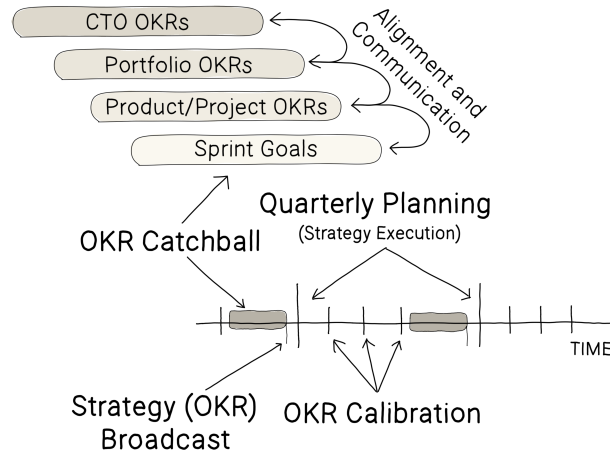 CTO OKRs
Portfolio OKRs
Product/Project OKRs
Sprint Goals
Alignment and
Communication
Quarterly Planning
(Strategy Execution)
OKR Catchball
TIME
Strategy (OKR)
Broadcast
OKR Calibration